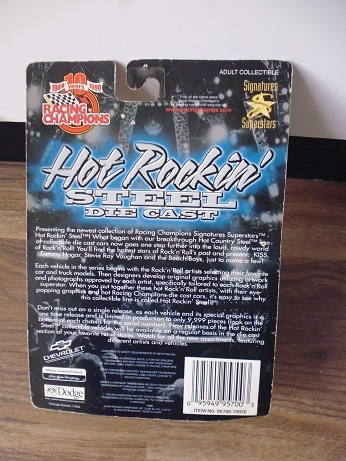 1989 10 1999
Years
RACING
CHAMPIONS
ADULT COLLECTIBLE
Signatures
Superstars
Hot Rockin'
STEEL
DIE CAST
Presenting the newest collection of Racing Champions Signatures Superstars™
Hot Rockin' Steel™! What began with our breakthrough Hot Country Steel™ line
of collectible die cast cars now goes one step further into the loud, rowdy world
of Rock'n'Roll! You'll find the hottest stars of Rock'n'Roll's past and present: KISS,
Sammy Hagar, Stevie Ray Vaughan and the BeachBoys, just to name a few!
Each vehicle in the series begins with the Rock'n'Roll artists selecting their favorite
car and truck models. Then designers develop original graphics utilizing artwork
and photographs approved by each artist, specifically tailored to each Rock'n'Roll
superstar. When you put together these hot Rock'n'Roll artists, with their eye-
popping graphics and hot Racing Champions die cast cars, it's easy to see why
this collectible line is called Hot Rockin' Steel™.
Don't miss out on a single release, as each vehicle and its special graphics is a
one time release and is limited in production to only 9,999 pieces (look on the
bottom of each chassis for the serial number). New releases of the Hot Rockin'
Steel™ collectible vehicles will be available on a regular basis in the die cast
section of your favorite retail stores. Watch for all the new assortments, featuring
different artists and vehicles.
CHEVROLET
Dodge
0 95949 95700 3
ITEM NO. 95700-70020